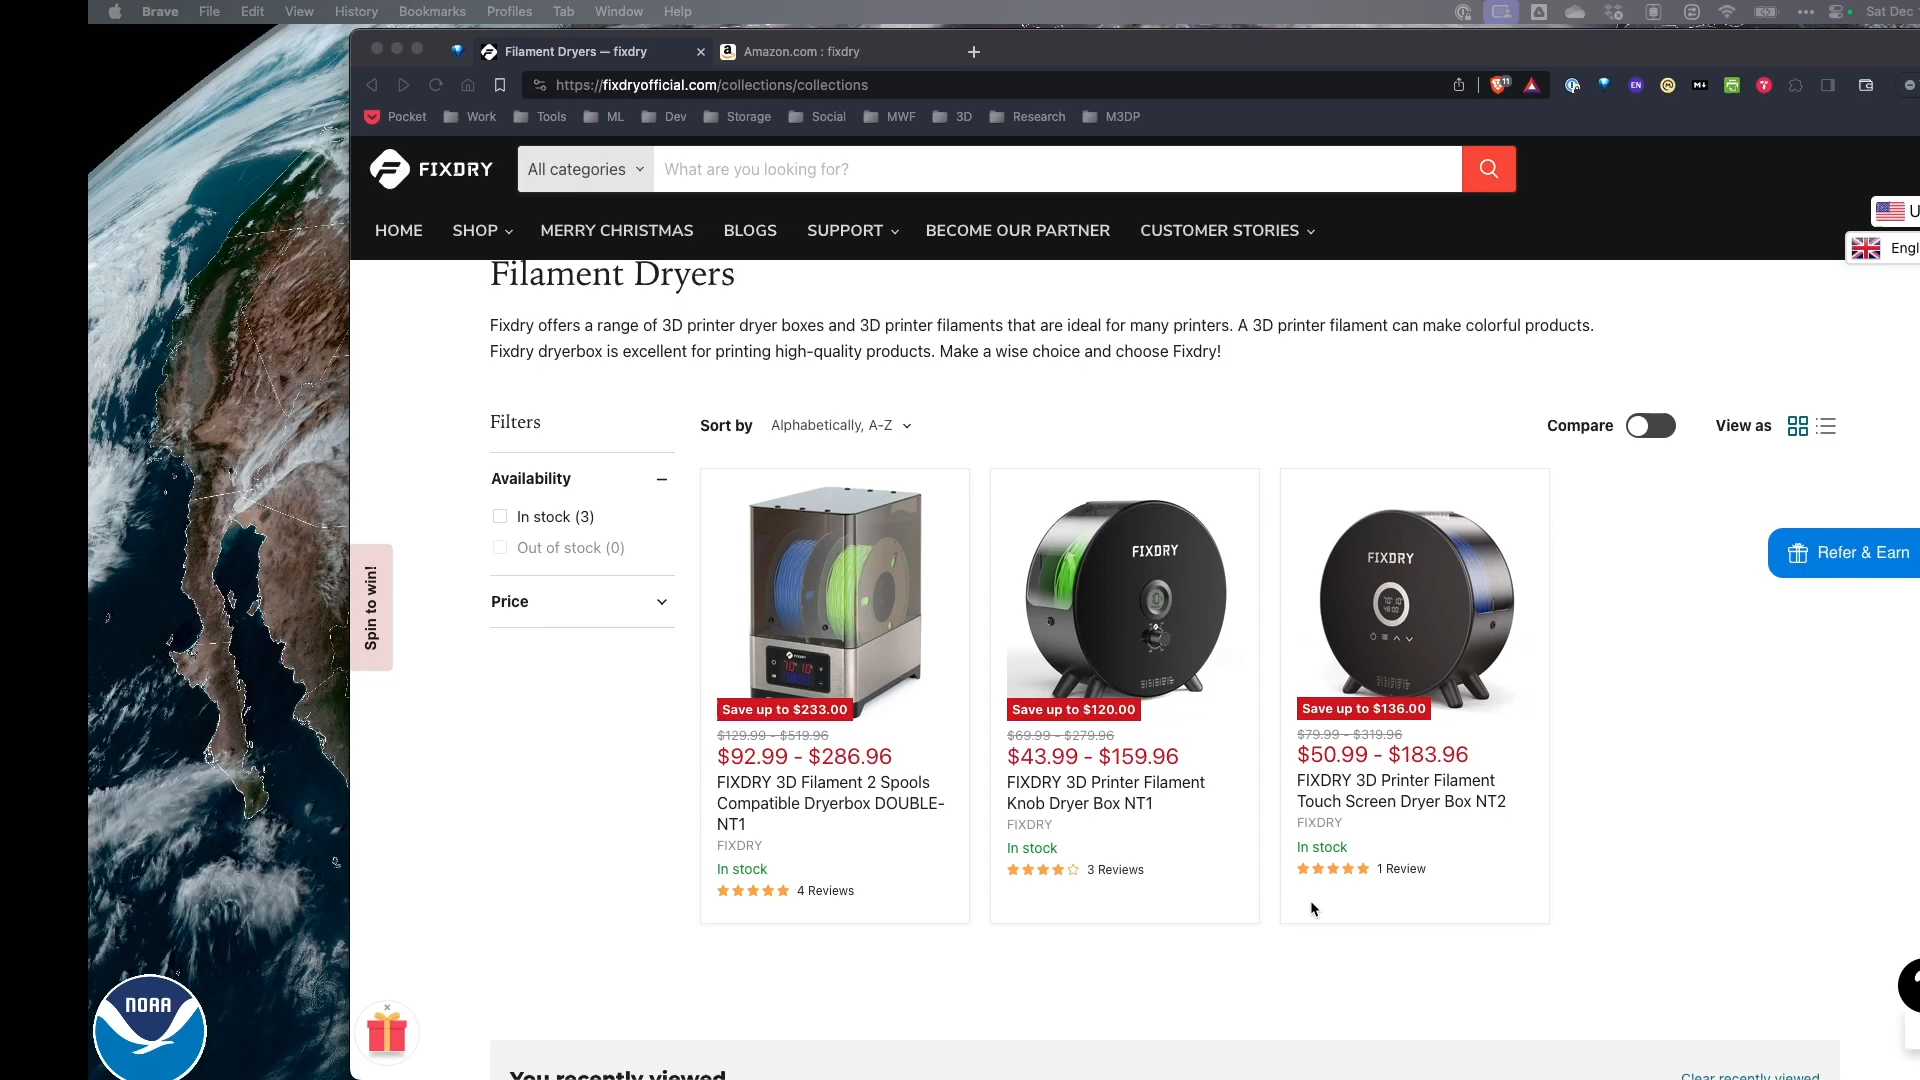 Brave File Edit View History Bookmarks Profiles Tab Window Help Sat Dec
Filament Dryers — fixdry
Amazon.com : fixdry
https://fixdryofficial.com/collections/collections
11
EN
Pocket Work Tools ML Dev Storage Social MWF 3D Research M3DP
FIXDRY
All categories
What are you looking for?
HOME SHOP MERRY CHRISTMAS BLOGS SUPPORT BECOME OUR PARTNER CUSTOMER STORIES
U
Engl
Filament Dryers
Fixdry offers a range of 3D printer dryer boxes and 3D printer filaments that are ideal for many printers. A 3D printer filament can make colorful products.
Fixdry dryerbox is excellent for printing high-quality products. Make a wise choice and choose Fixdry!
Filters
Sort by Alphabetically, A-Z
Compare
View as
Availability
In stock (3)
Out of stock (0)
Price
Spin to win!
Refer & Earn
Save up to $233.00
$129.99 - $519.96
$92.99 - $286.96
FIXDRY 3D Filament 2 Spools
Compatible Dryerbox DOUBLE-
NT1
FIXDRY
In stock
4 Reviews
FIXDRY
Save up to $120.00
$69.99 - $279.96
$43.99 - $159.96
FIXDRY 3D Printer Filament
Knob Dryer Box NT1
FIXDRY
In stock
3 Reviews
FIXDRY
Save up to $136.00
$79.99 - $319.96
$50.99 - $183.96
FIXDRY 3D Printer Filament
Touch Screen Dryer Box NT2
FIXDRY
In stock
1 Review
NOAA
You recently viewed
Clear recently viewed